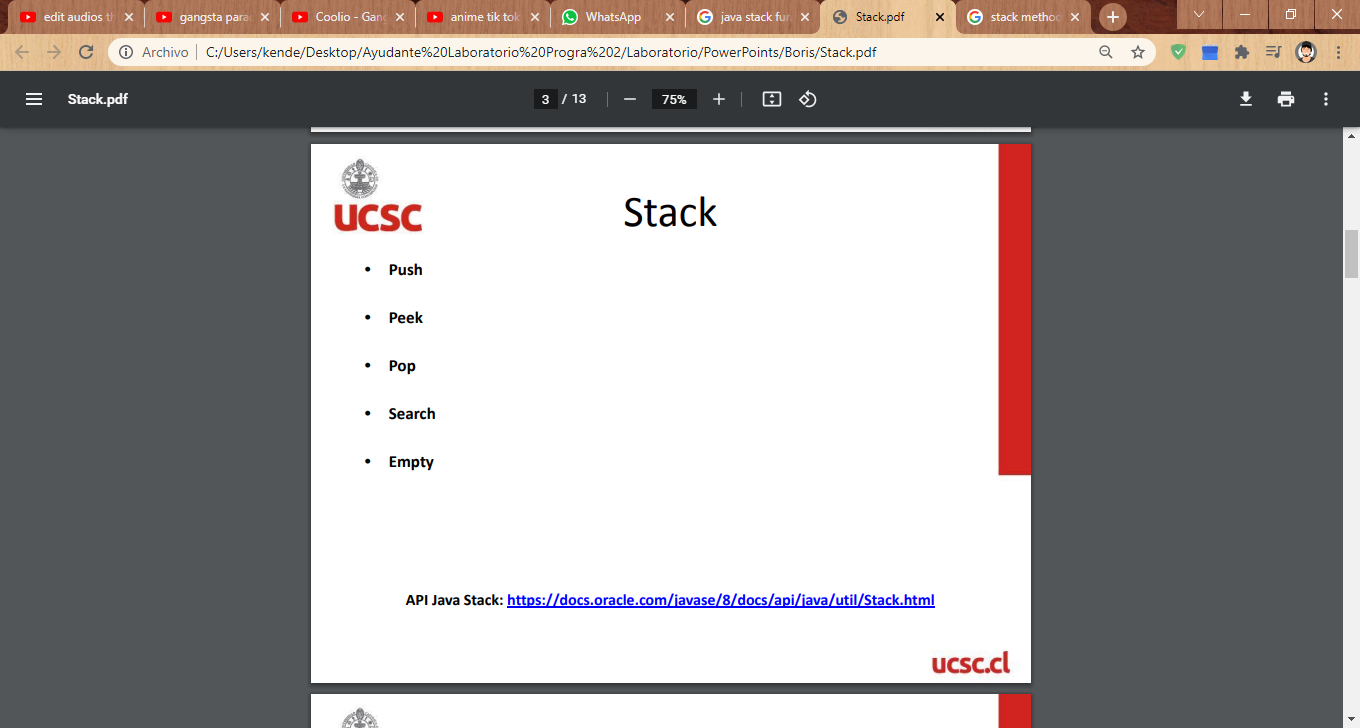 edit audios th
gangsta para
Coolio - Gang
anime tik tok
WhatsApp
java stack fun
Stack.pdf
stack method
Archivo
C:/Users/kende/Desktop/Ayudante%20Laboratorio%20Progra%202/Laboratorio/PowerPoints/Boris/Stack.pdf
Stack.pdf
3 / 13
75%
UCSC
Stack
• Push
• Peek
• Pop
• Search
• Empty
API Java Stack: https://docs.oracle.com/javase/8/docs/api/java/util/Stack.html
ucsc.cl